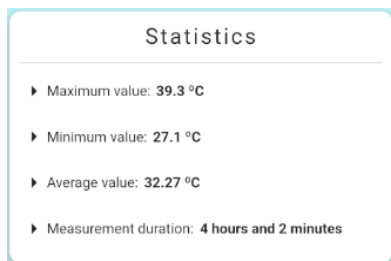 Statistics
Maximum value: 39.3 ºC
Minimum value: 27.1 ºC
Average value: 32.27 ºC
Measurement duration: 4 hours and 2 minutes